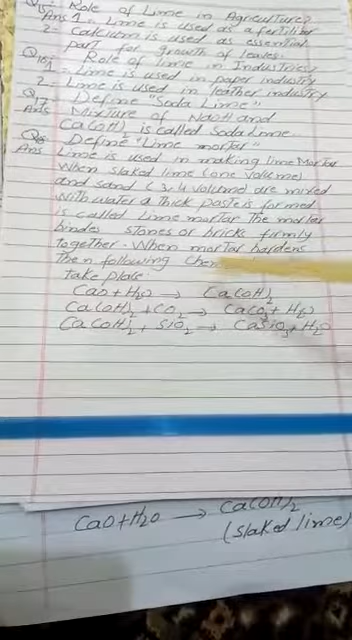 Q15: Role of Lime in Agriculture?
Ans 1- Lime is used as a fertilizer
2- Calcium is used as essential
part for growth of leaves.
Role of lime in Industries
1- Lime is used in paper industry
2- Lime is used in leather industry
Q17 Define "Soda Lime"
Ans Mixture of NaOH and
Ca(OH)2 is called Soda Lime
Define "Lime mortar"
Ans Lime is used in making lime Mortar
When slaked lime (one volume)
and sand (3,4 volume) are mixed
with water a thick paste is formed
is called Lime mortar. The mortar
bindes stones or bricks firmly
together. When mortar hardens
Then following
take place
CaO+H2O → Ca(OH)2
Ca(OH)2 + CO2 → CaCO3 + H2O
Ca(OH)2 + SiO2 → CaSiO3 + H2O
CaO+H2O → Ca(OH)2
(slaked lime)